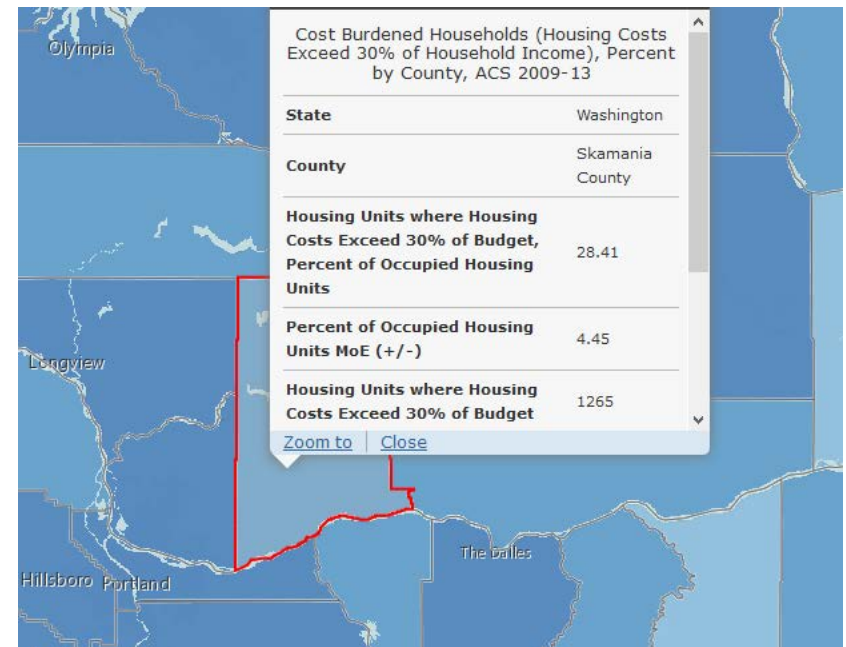 Olympia
Cost Burdened Households (Housing Costs
Exceed 30% of Household Income), Percent
by County, ACS 2009-13
State Washington
County Skamania
County
Housing Units where Housing
Costs Exceed 30% of Budget,
Percent of Occupied Housing
Units 28.41
Percent of Occupied Housing
Units MoE (+/-) 4.45
Housing Units where Housing
Costs Exceed 30% of Budget 1265
Zoom to | Close
Longview
The Dalles
Hillsboro Portland